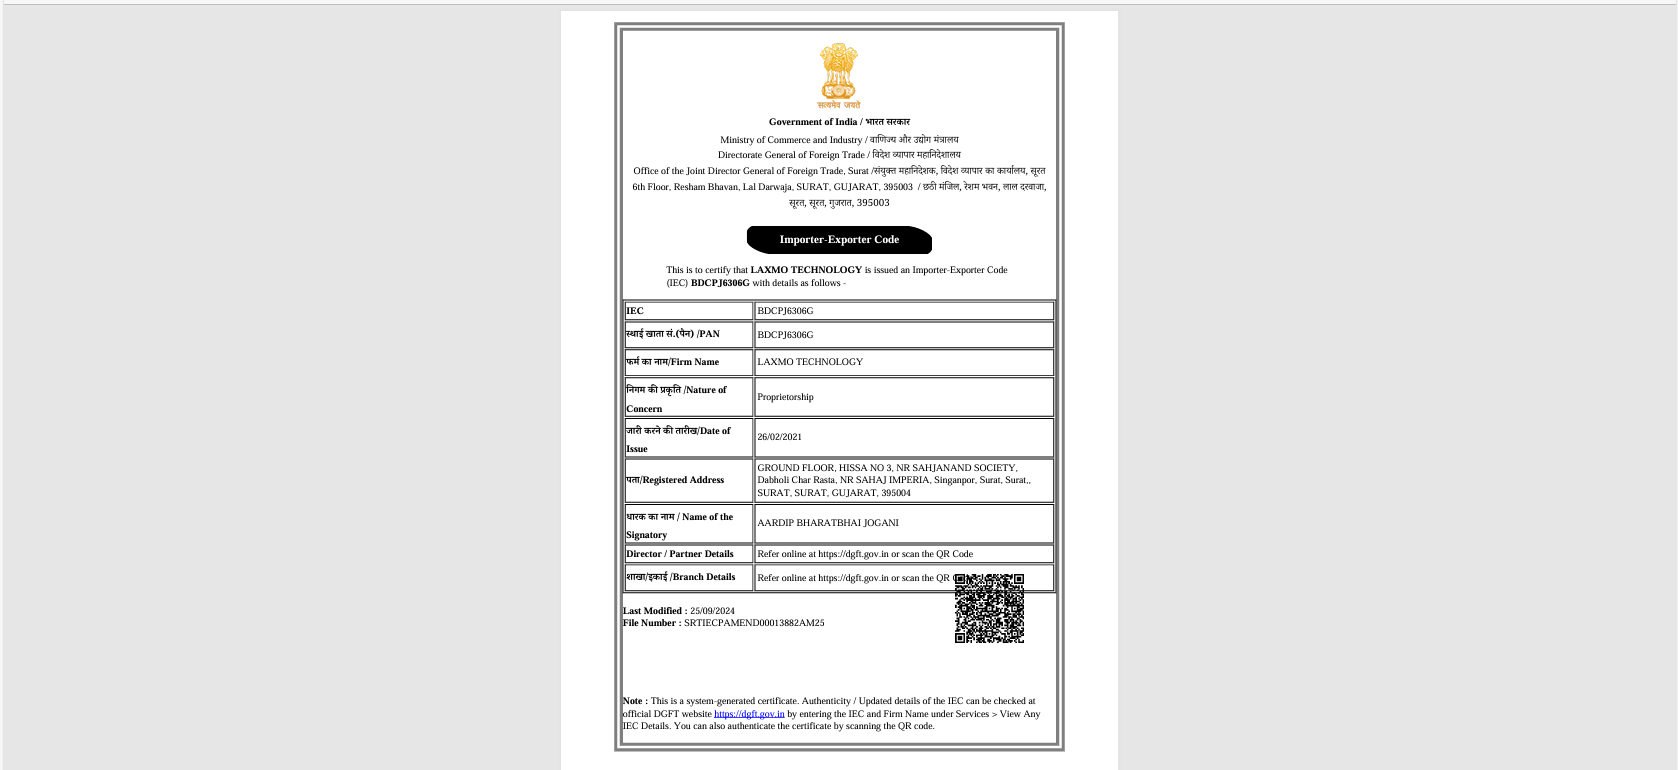 सत्यमेव जयते
Government of India / भारत सरकार
Ministry of Commerce and Industry / वाणिज्य और उद्योग मंत्रालय
Directorate General of Foreign Trade / विदेश व्यापार महानिदेशालय
Office of the Joint Director General of Foreign Trade, Surat /संयुक्त महानिदेशक, विदेश व्यापार का कार्यालय, सूरत
6th Floor, Resham Bhavan, Lal Darwaja, SURAT, GUJARAT, 395003 / छठी मंजिल, रेशम भवन, लाल दरवाजा,
सूरत, सूरत, गुजरात, 395003
Importer-Exporter Code
This is to certify that LAXMO TECHNOLOGY is issued an Importer-Exporter Code
(IEC) BDCPJ6306G with details as follows -
IEC BDCPJ6306G
स्थाई खाता सं.(पैन) /PAN BDCPJ6306G
फर्म का नाम/Firm Name LAXMO TECHNOLOGY
निगम की प्रकृति /Nature of
Concern
Proprietorship
जारी करने की तारीख/Date of
Issue
26/02/2021
पता/Registered Address
GROUND FLOOR, HISSA NO 3, NR SAHJANAND SOCIETY,
Dabholi Char Rasta, NR SAHAJ IMPERIA, Singanpor, Surat, Surat,,
SURAT, SURAT, GUJARAT, 395004
धारक का नाम / Name of the
Signatory
AARDIP BHARATBHAI JOGANI
Director / Partner Details Refer online at https://dgft.gov.in or scan the QR Code
शाखा/इकाई /Branch Details Refer online at https://dgft.gov.in or scan the QR
Last Modified : 25/09/2024
File Number : SRTIECPAMEND00013882AM25
Note : This is a system-generated certificate. Authenticity / Updated details of the IEC can be checked at
official DGFT website https://dgft.gov.in by entering the IEC and Firm Name under Services > View Any
IEC Details. You can also authenticate the certificate by scanning the QR code.